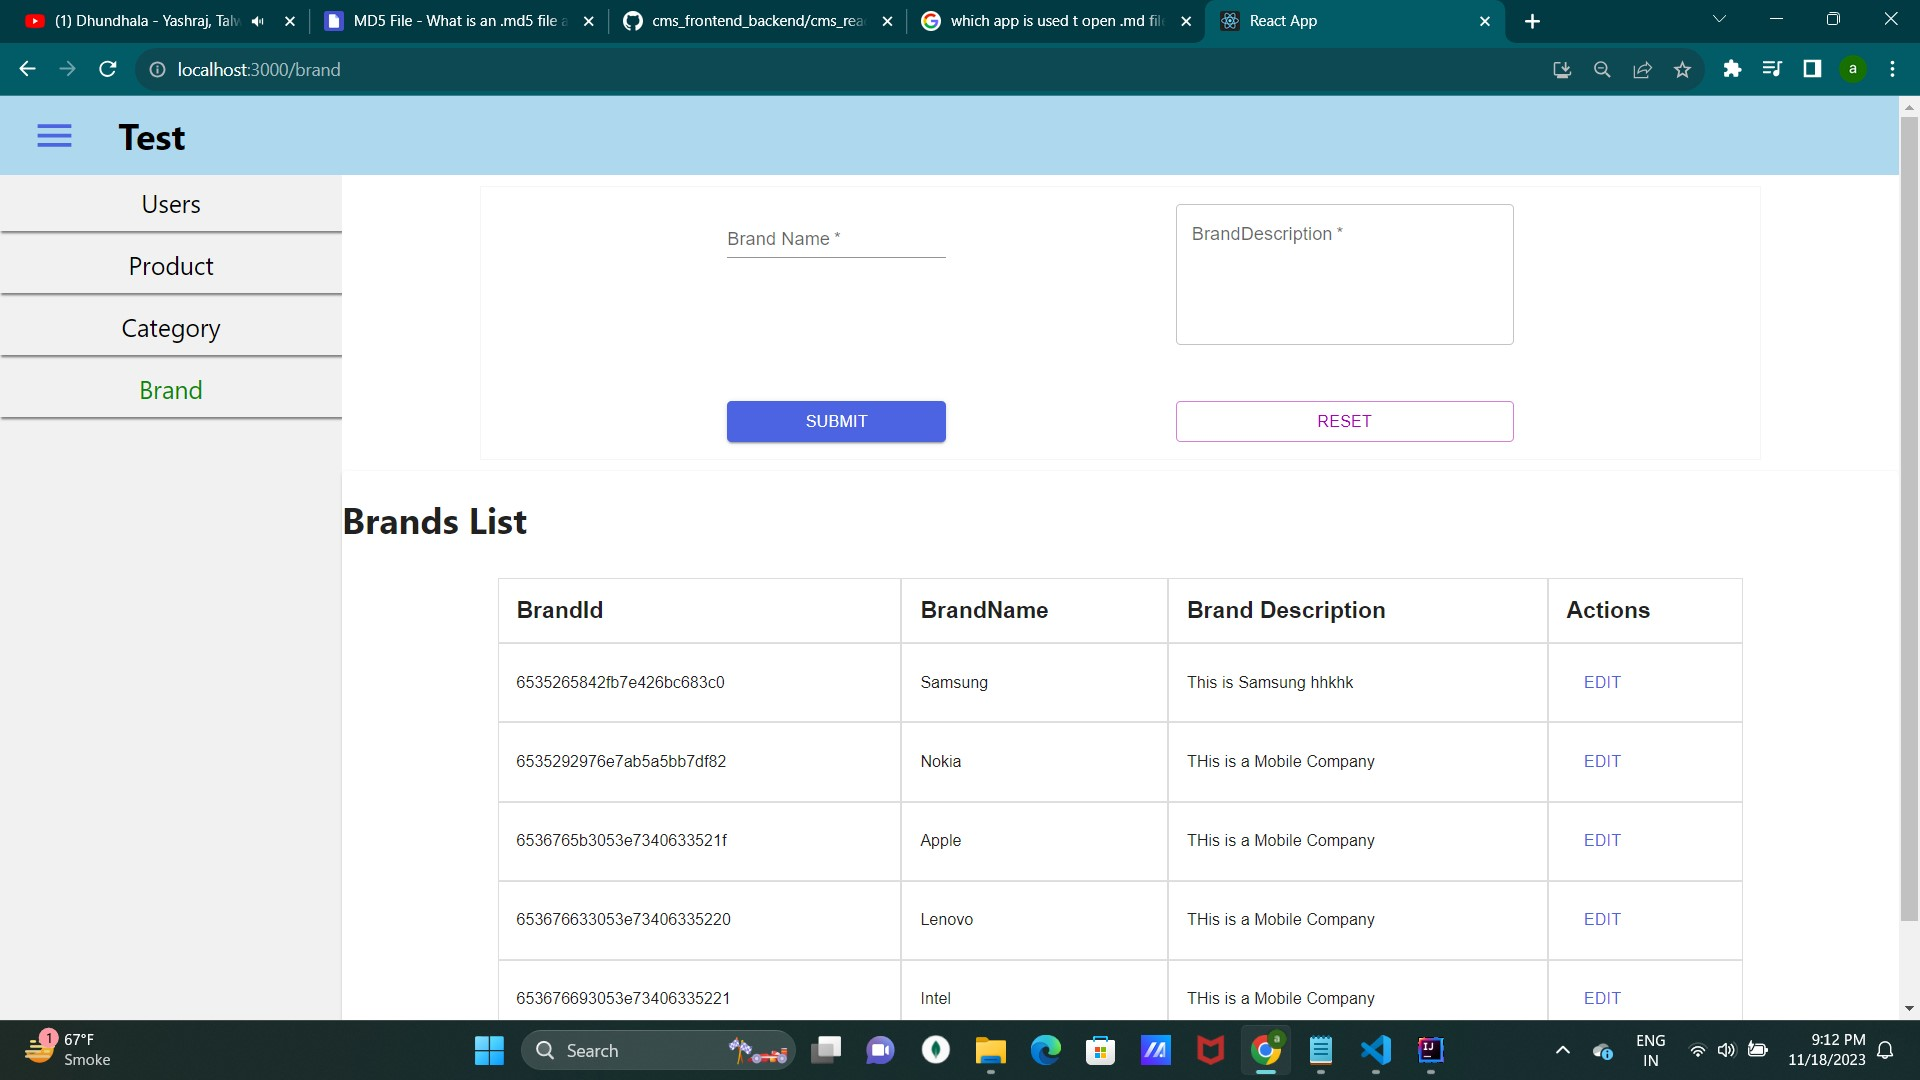 (1) Dhundhala - Yashraj, Talw
MD5 File - What is an .md5 file a
cms_frontend_backend/cms_rea
which app is used t open .md file
React App
localhost:3000/brand
a
Test
Users
Product
Category
Brand
Brand Name *
BrandDescription *
SUBMIT
RESET
Brands List
BrandId BrandName Brand Description Actions
6535265842fb7e426bc683c0 Samsung This is Samsung hhkhk EDIT
6535292976e7ab5a5bb7df82 Nokia THis is a Mobile Company EDIT
6536765b3053e7340633521f Apple THis is a Mobile Company EDIT
653676633053e73406335220 Lenovo THis is a Mobile Company EDIT
653676693053e73406335221 Intel THis is a Mobile Company EDIT
1
67°F
Smoke
Search
a
IJ
ENG
IN
9:12 PM
11/18/2023